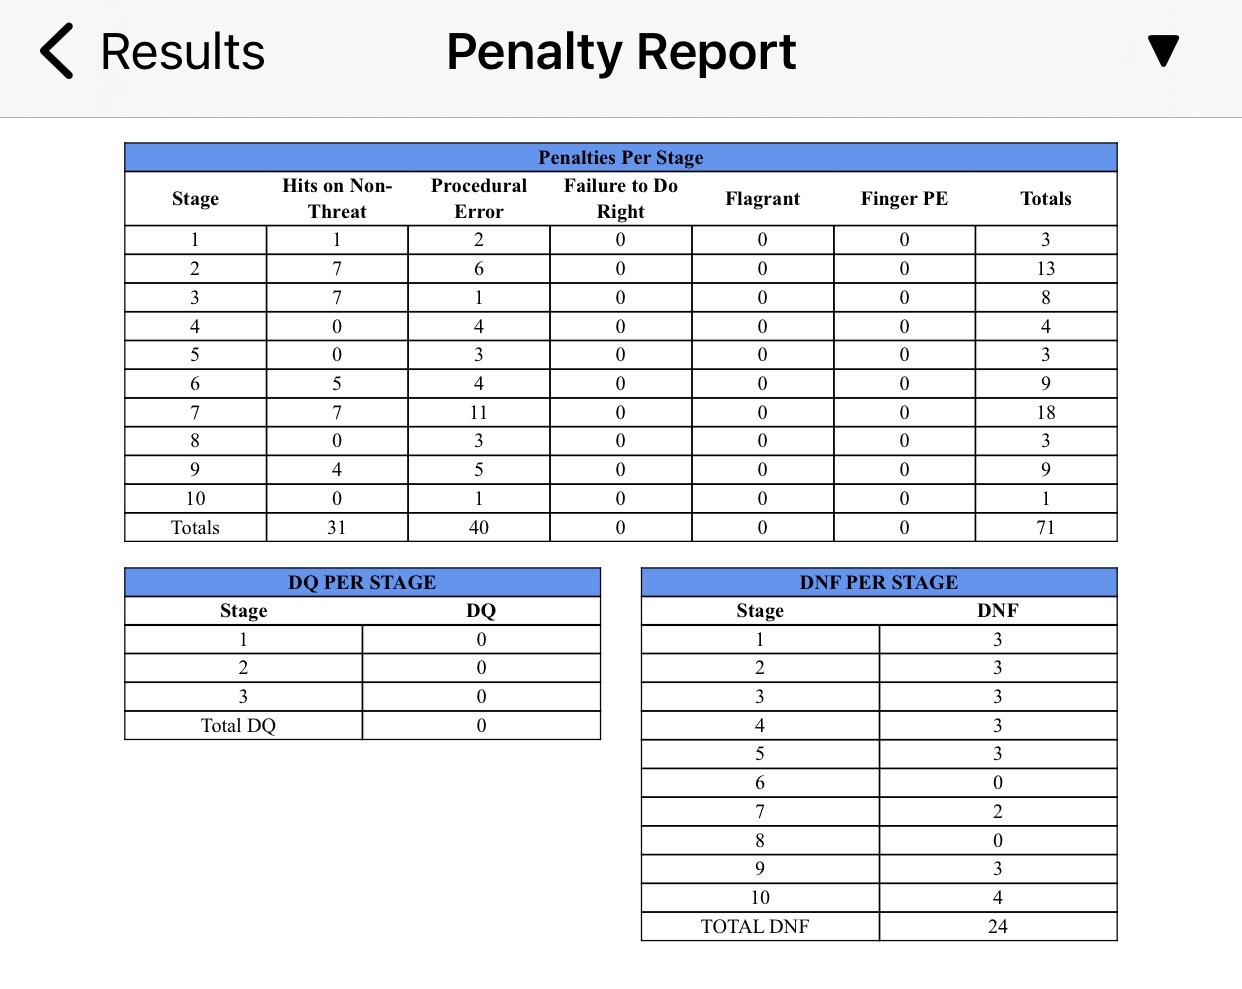 Results
Penalty Report
Penalties Per Stage
Stage Hits on Non-Threat Procedural Error Failure to Do Right Flagrant Finger PE Totals
1 1 2 0 0 0 3
2 7 6 0 0 0 13
3 7 1 0 0 0 8
4 0 4 0 0 0 4
5 0 3 0 0 0 3
6 5 4 0 0 0 9
7 7 11 0 0 0 18
8 0 3 0 0 0 3
9 4 5 0 0 0 9
10 0 1 0 0 0 1
Totals 31 40 0 0 0 71
DQ PER STAGE
Stage DQ
1 0
2 0
3 0
Total DQ 0
DNF PER STAGE
Stage DNF
1 3
2 3
3 3
4 3
5 3
6 0
7 2
8 0
9 3
10 4
TOTAL DNF 24